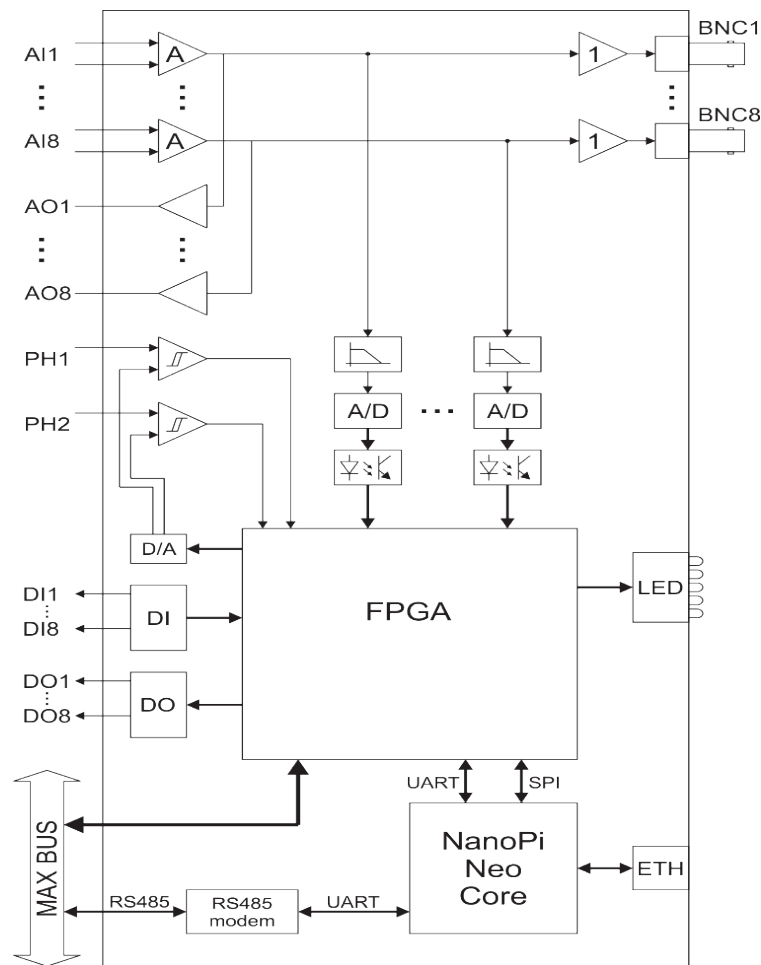 BNC1
AI1
A
1
BNC8
AI8
A
1
AO1
AO8
PH1
PH2
A/D
A/D
D/A
FPGA
LED
DI1
DI8
DI
DO1
DO8
DO
UART
SPI
MAX BUS
NanoPi
Neo
Core
ETH
RS485
RS485
modem
UART